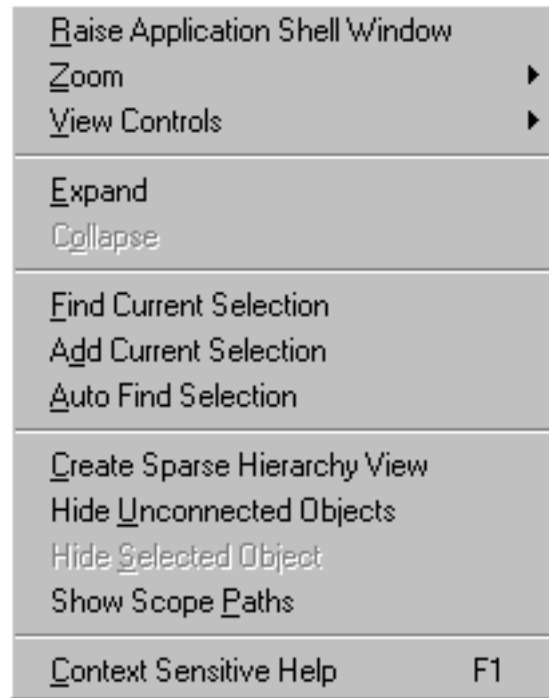 Raise Application Shell Window
Zoom
View Controls
Expand
Collapse
Find Current Selection
Add Current Selection
Auto Find Selection
Create Sparse Hierarchy View
Hide Unconnected Objects
Hide Selected Object
Show Scope Paths
Context Sensitive Help F1